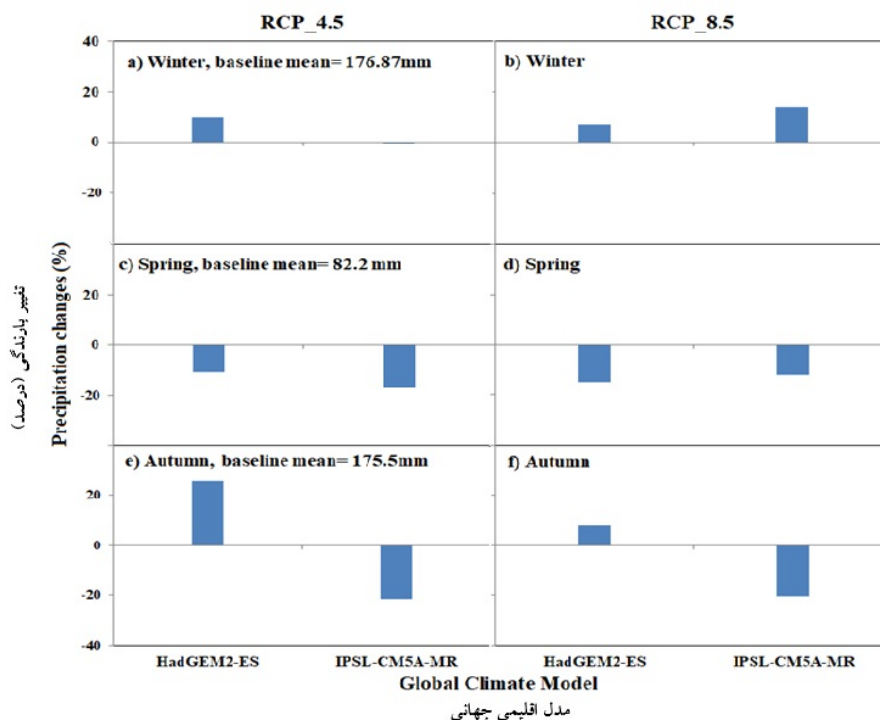 RCP_4.5
RCP_8.5
40
a) Winter, baseline mean= 176.87mm
b) Winter
20
0
-20
c) Spring, baseline mean= 82.2 mm
d) Spring
20
0
-20
e) Autumn, baseline mean= 175.5mm
f) Autumn
20
0
-20
-40
تغییر بارندگی (درصد)
Precipitation changes (%)
HadGEM2-ES
IPSL-CM5A-MR
HadGEM2-ES
IPSL-CM5A-MR
Global Climate Model
مدل اقلیمی جهانی